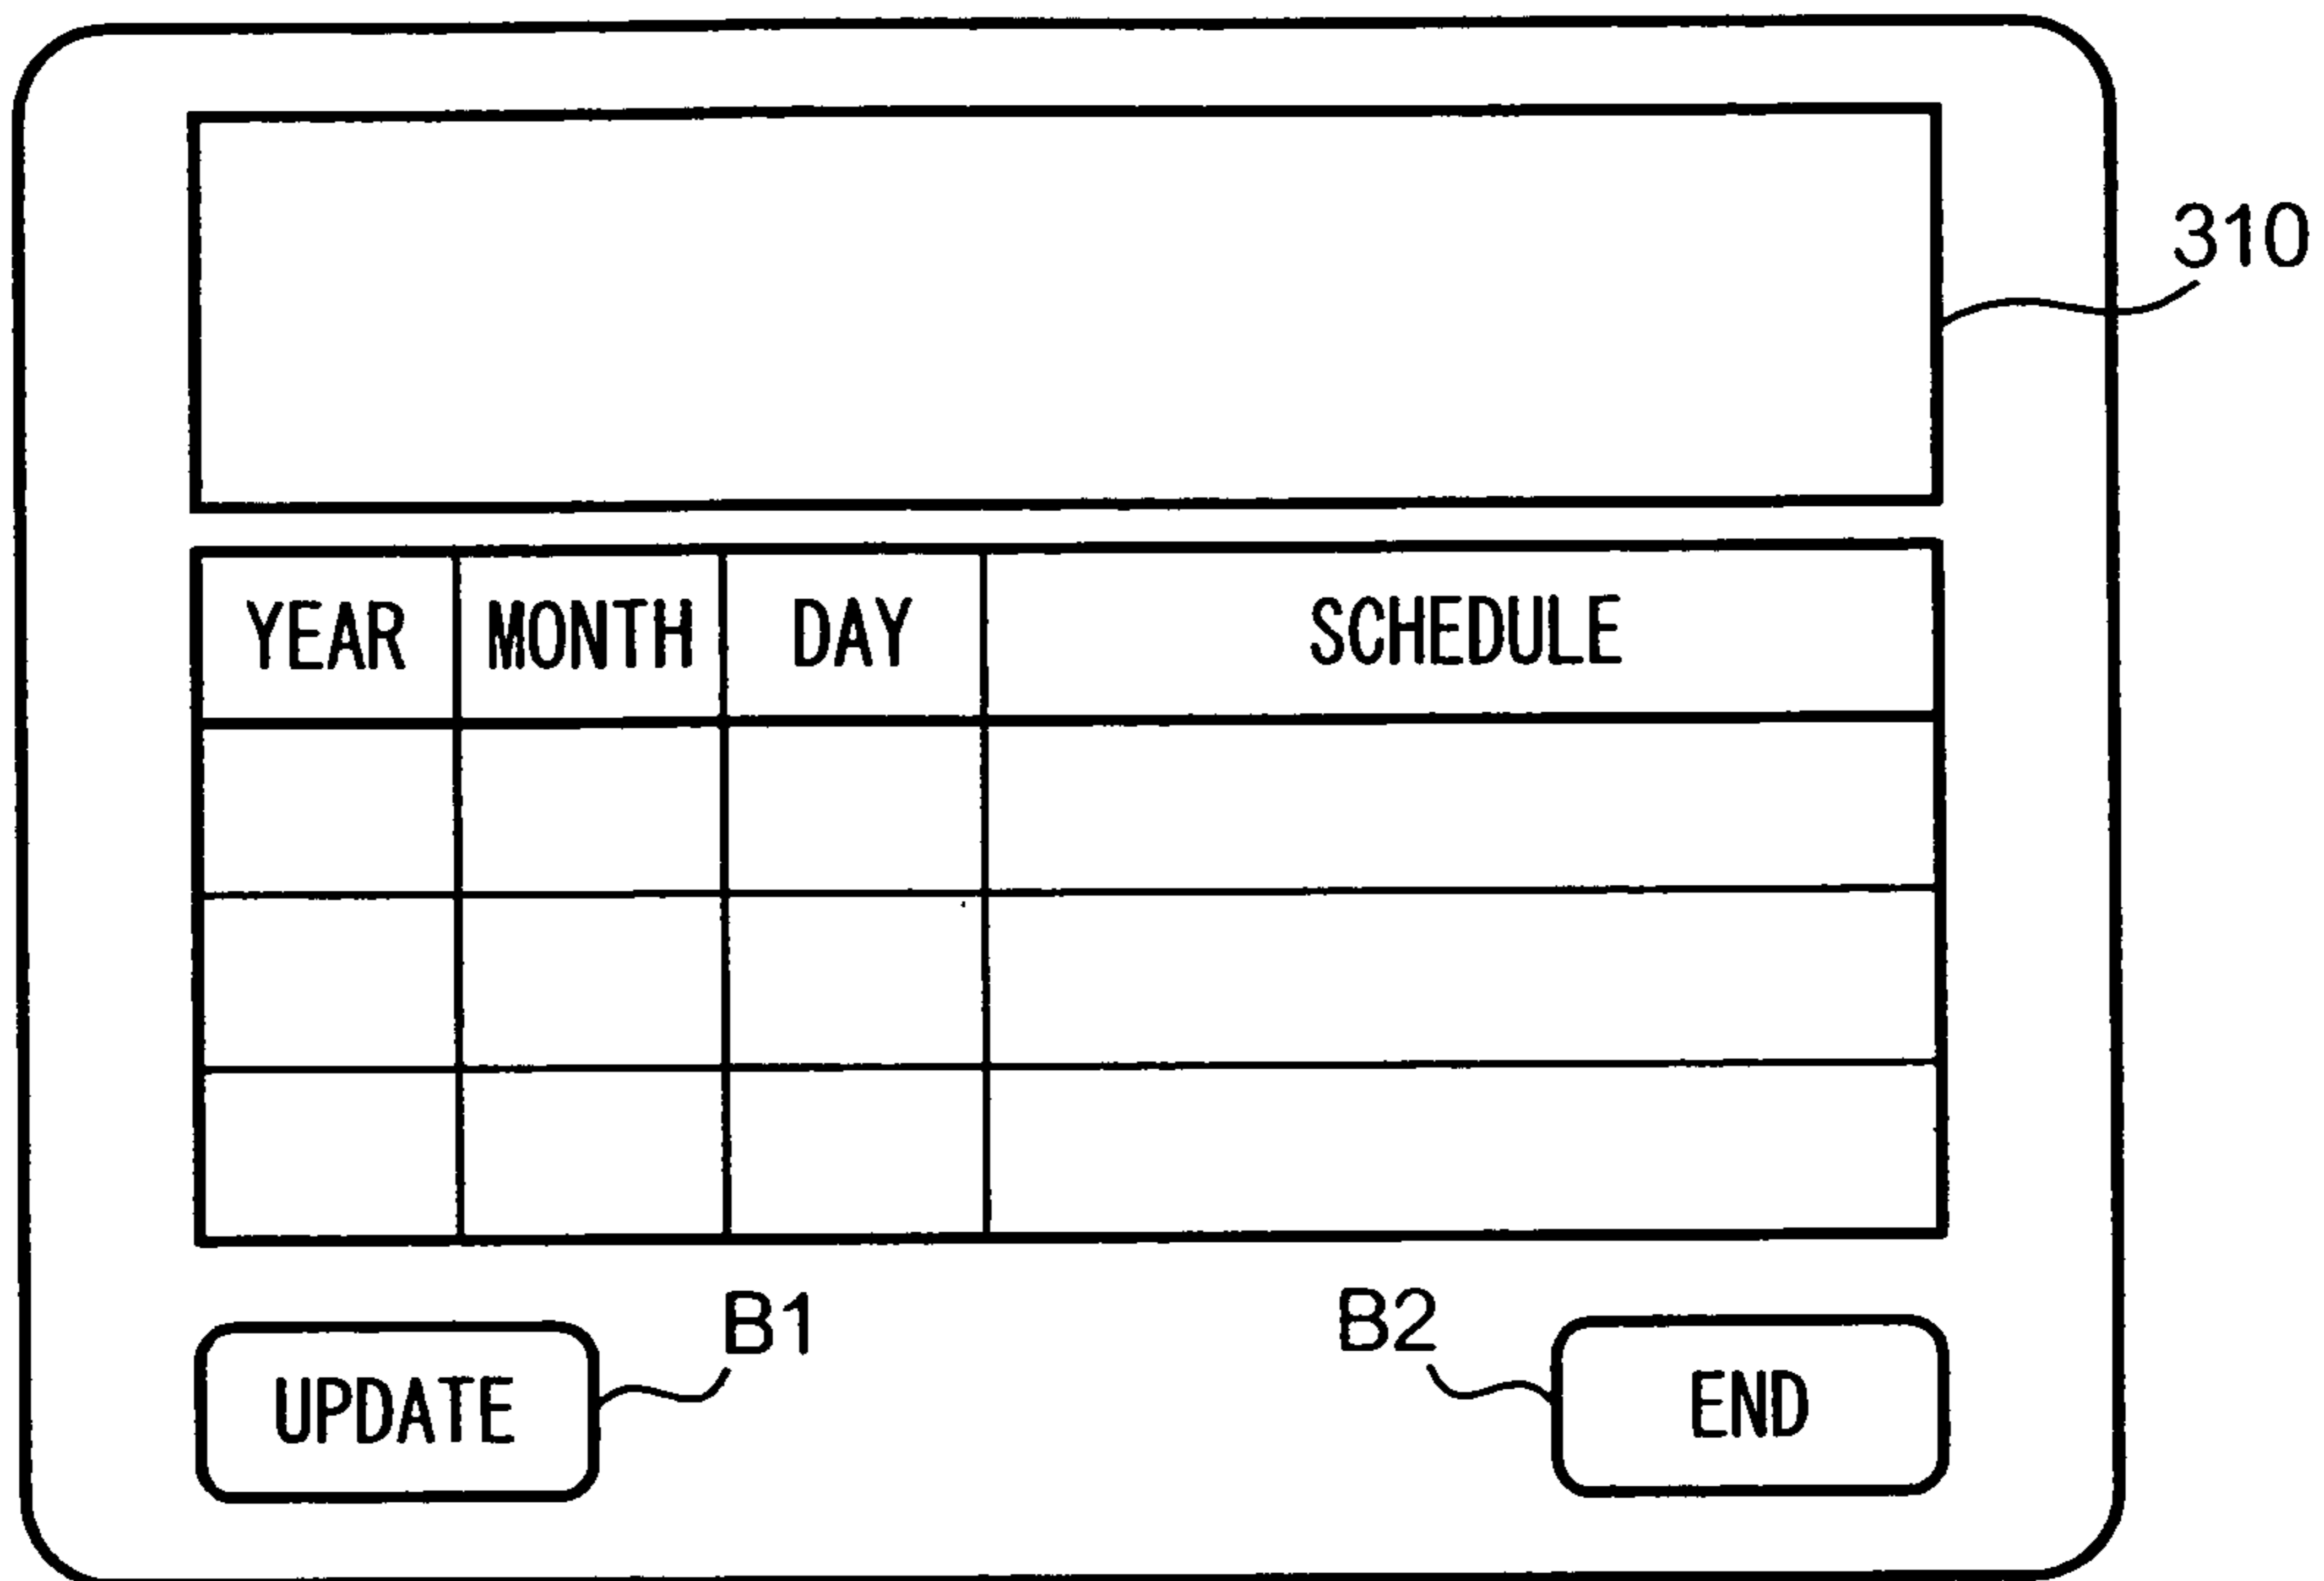 310
YEAR MONTH DAY SCHEDULE
B1 B2
UPDATE END